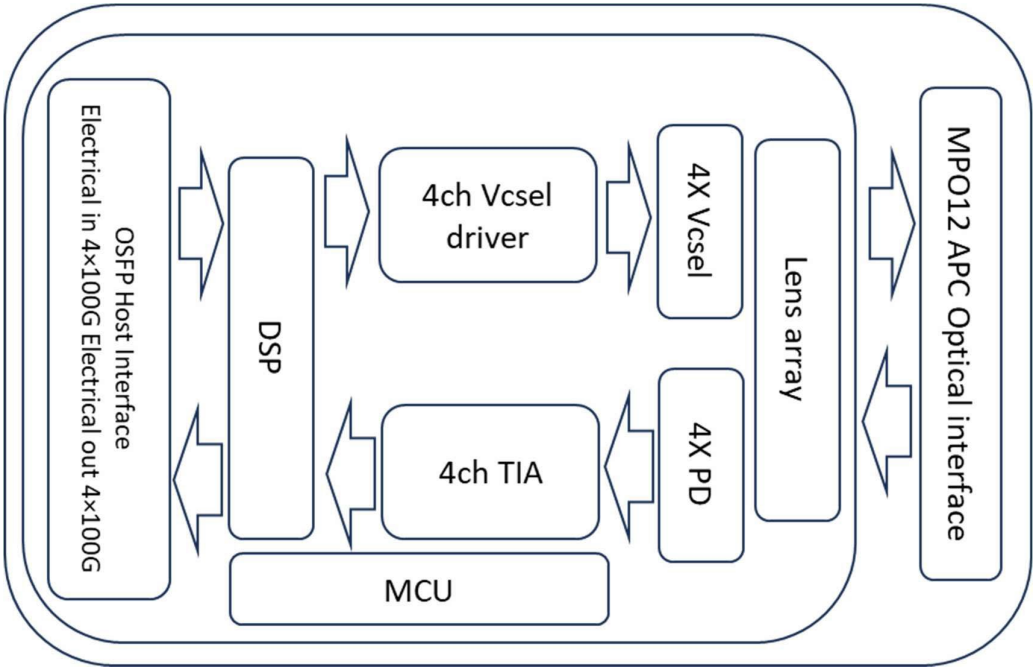 OSFP Host Interface
Electrical in 4×100G Electrical out 4×100G
DSP
4ch Vcsel
driver
4X Vcsel
Lens array
MPO12 APC Optical interface
4ch TIA
4X PD
MCU